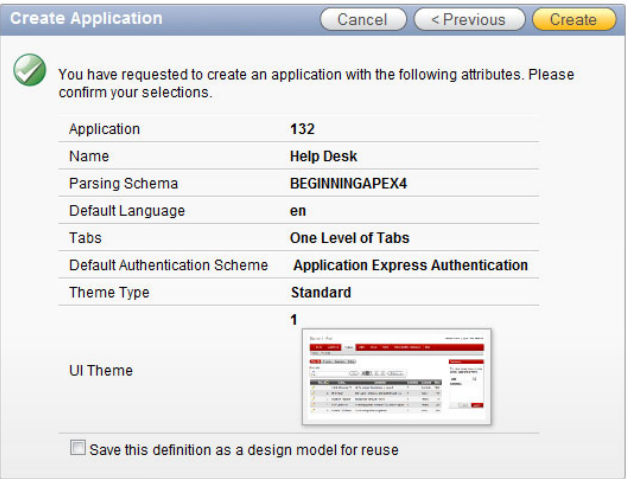 Create Application
Cancel
< Previous
Create
You have requested to create an application with the following attributes. Please
confirm your selections.
Application 132
Name Help Desk
Parsing Schema BEGINNINGAPEX4
Default Language en
Tabs One Level of Tabs
Default Authentication Scheme Application Express Authentication
Theme Type Standard
1
UI Theme
Save this definition as a design model for reuse